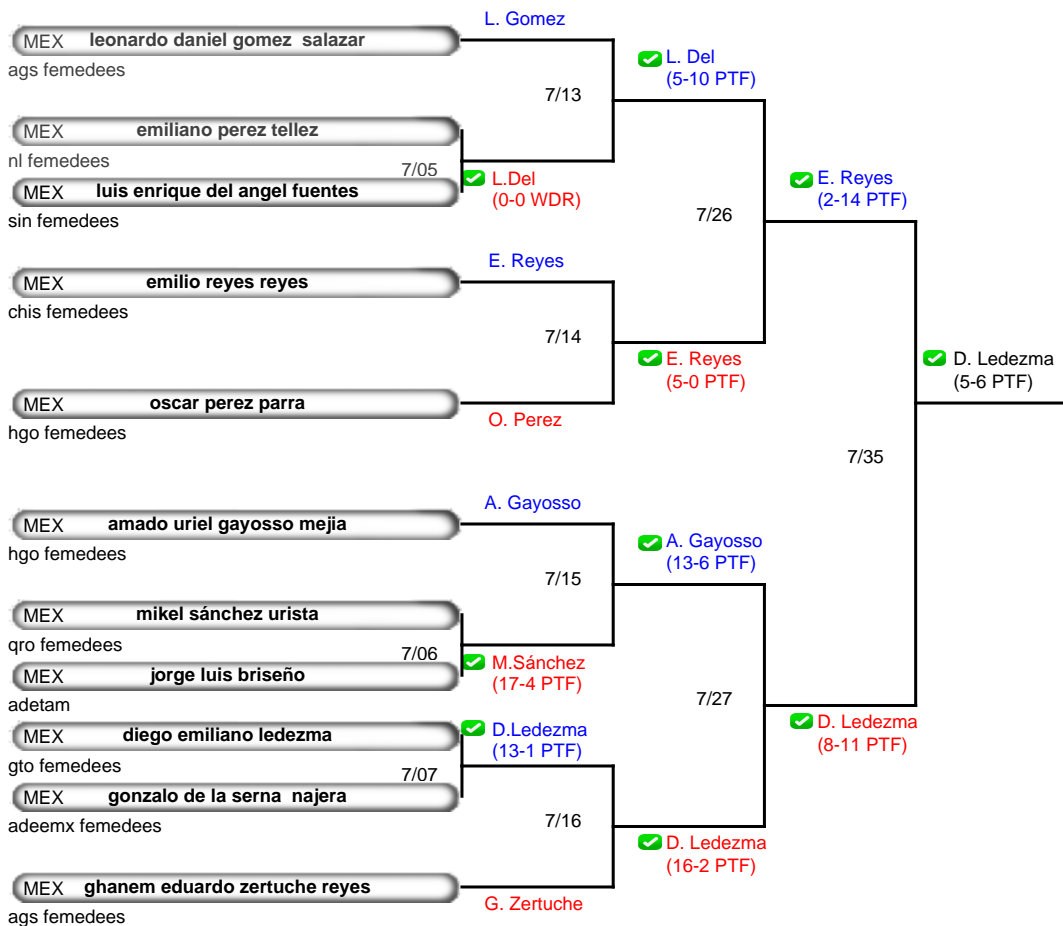 L. Gomez
MEX leonardo daniel gomez  salazar
ags femedees
7/13
L. Del
(5-10 PTF)
MEX emiliano perez tellez
nl femedees
7/05
MEX luis enrique del angel fuentes
sin femedees
L.Del
(0-0 WDR)
7/26
E. Reyes
(2-14 PTF)
E. Reyes
MEX emilio reyes reyes
chis femedees
7/14
E. Reyes
(5-0 PTF)
MEX oscar perez parra
hgo femedees
O. Perez
D. Ledezma
(5-6 PTF)
7/35
A. Gayosso
MEX amado uriel gayosso mejia
hgo femedees
7/15
A. Gayosso
(13-6 PTF)
MEX mikel sánchez urista
qro femedees
7/06
MEX jorge luis briseño
adetam
M.Sánchez
(17-4 PTF)
7/27
D. Ledezma
(8-11 PTF)
MEX diego emiliano ledezma
gto femedees
D.Ledezma
(13-1 PTF)
7/07
MEX gonzalo de la serna  najera
adeemx femedees
7/16
D. Ledezma
(16-2 PTF)
MEX ghanem eduardo zertuche reyes
ags femedees
G. Zertuche